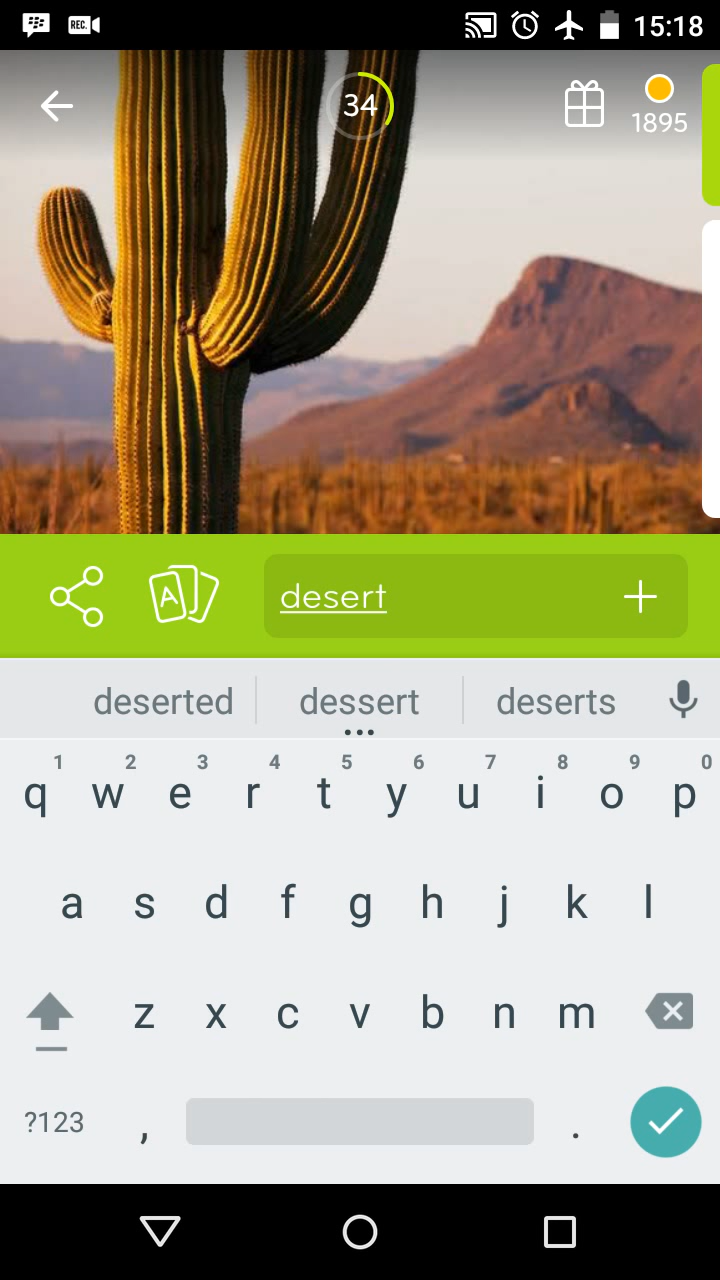 REC. 15:18
34
1895
A
desert
deserted dessert deserts
1 2 3 4 5 6 7 8 9 0
q w e r t y u i o p
a s d f g h j k l
z x c v b n m
?123 , .